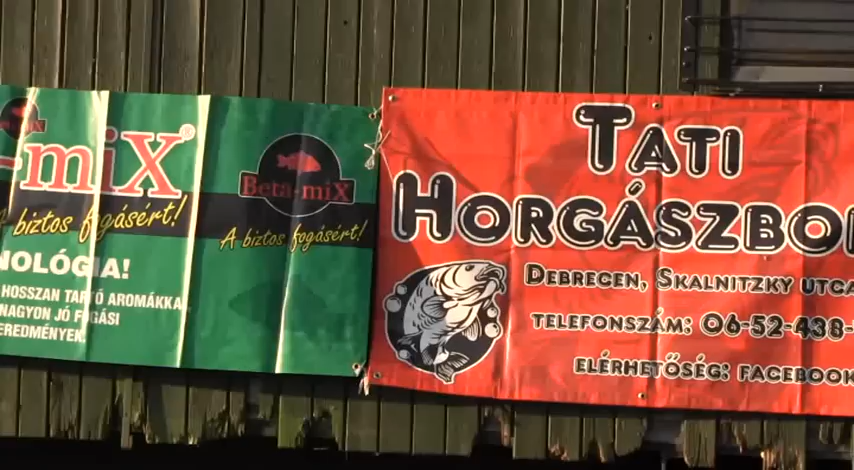 -miX®
A biztos fogásért!
NOLÓGIA!
HOSSZAN TARTÓ AROMÁKKA
NAGYON JÓ FOGÁSI
EREDMÉNYEK.
Beta-miX
A biztos fogásért!
TATI
HORGÁSZBO
DEBRECEN, SKALNITZKY UTCA
TELEFONSZÁM: 06-52-438-
ELÉRHETŐSÉG: FACEBOOK